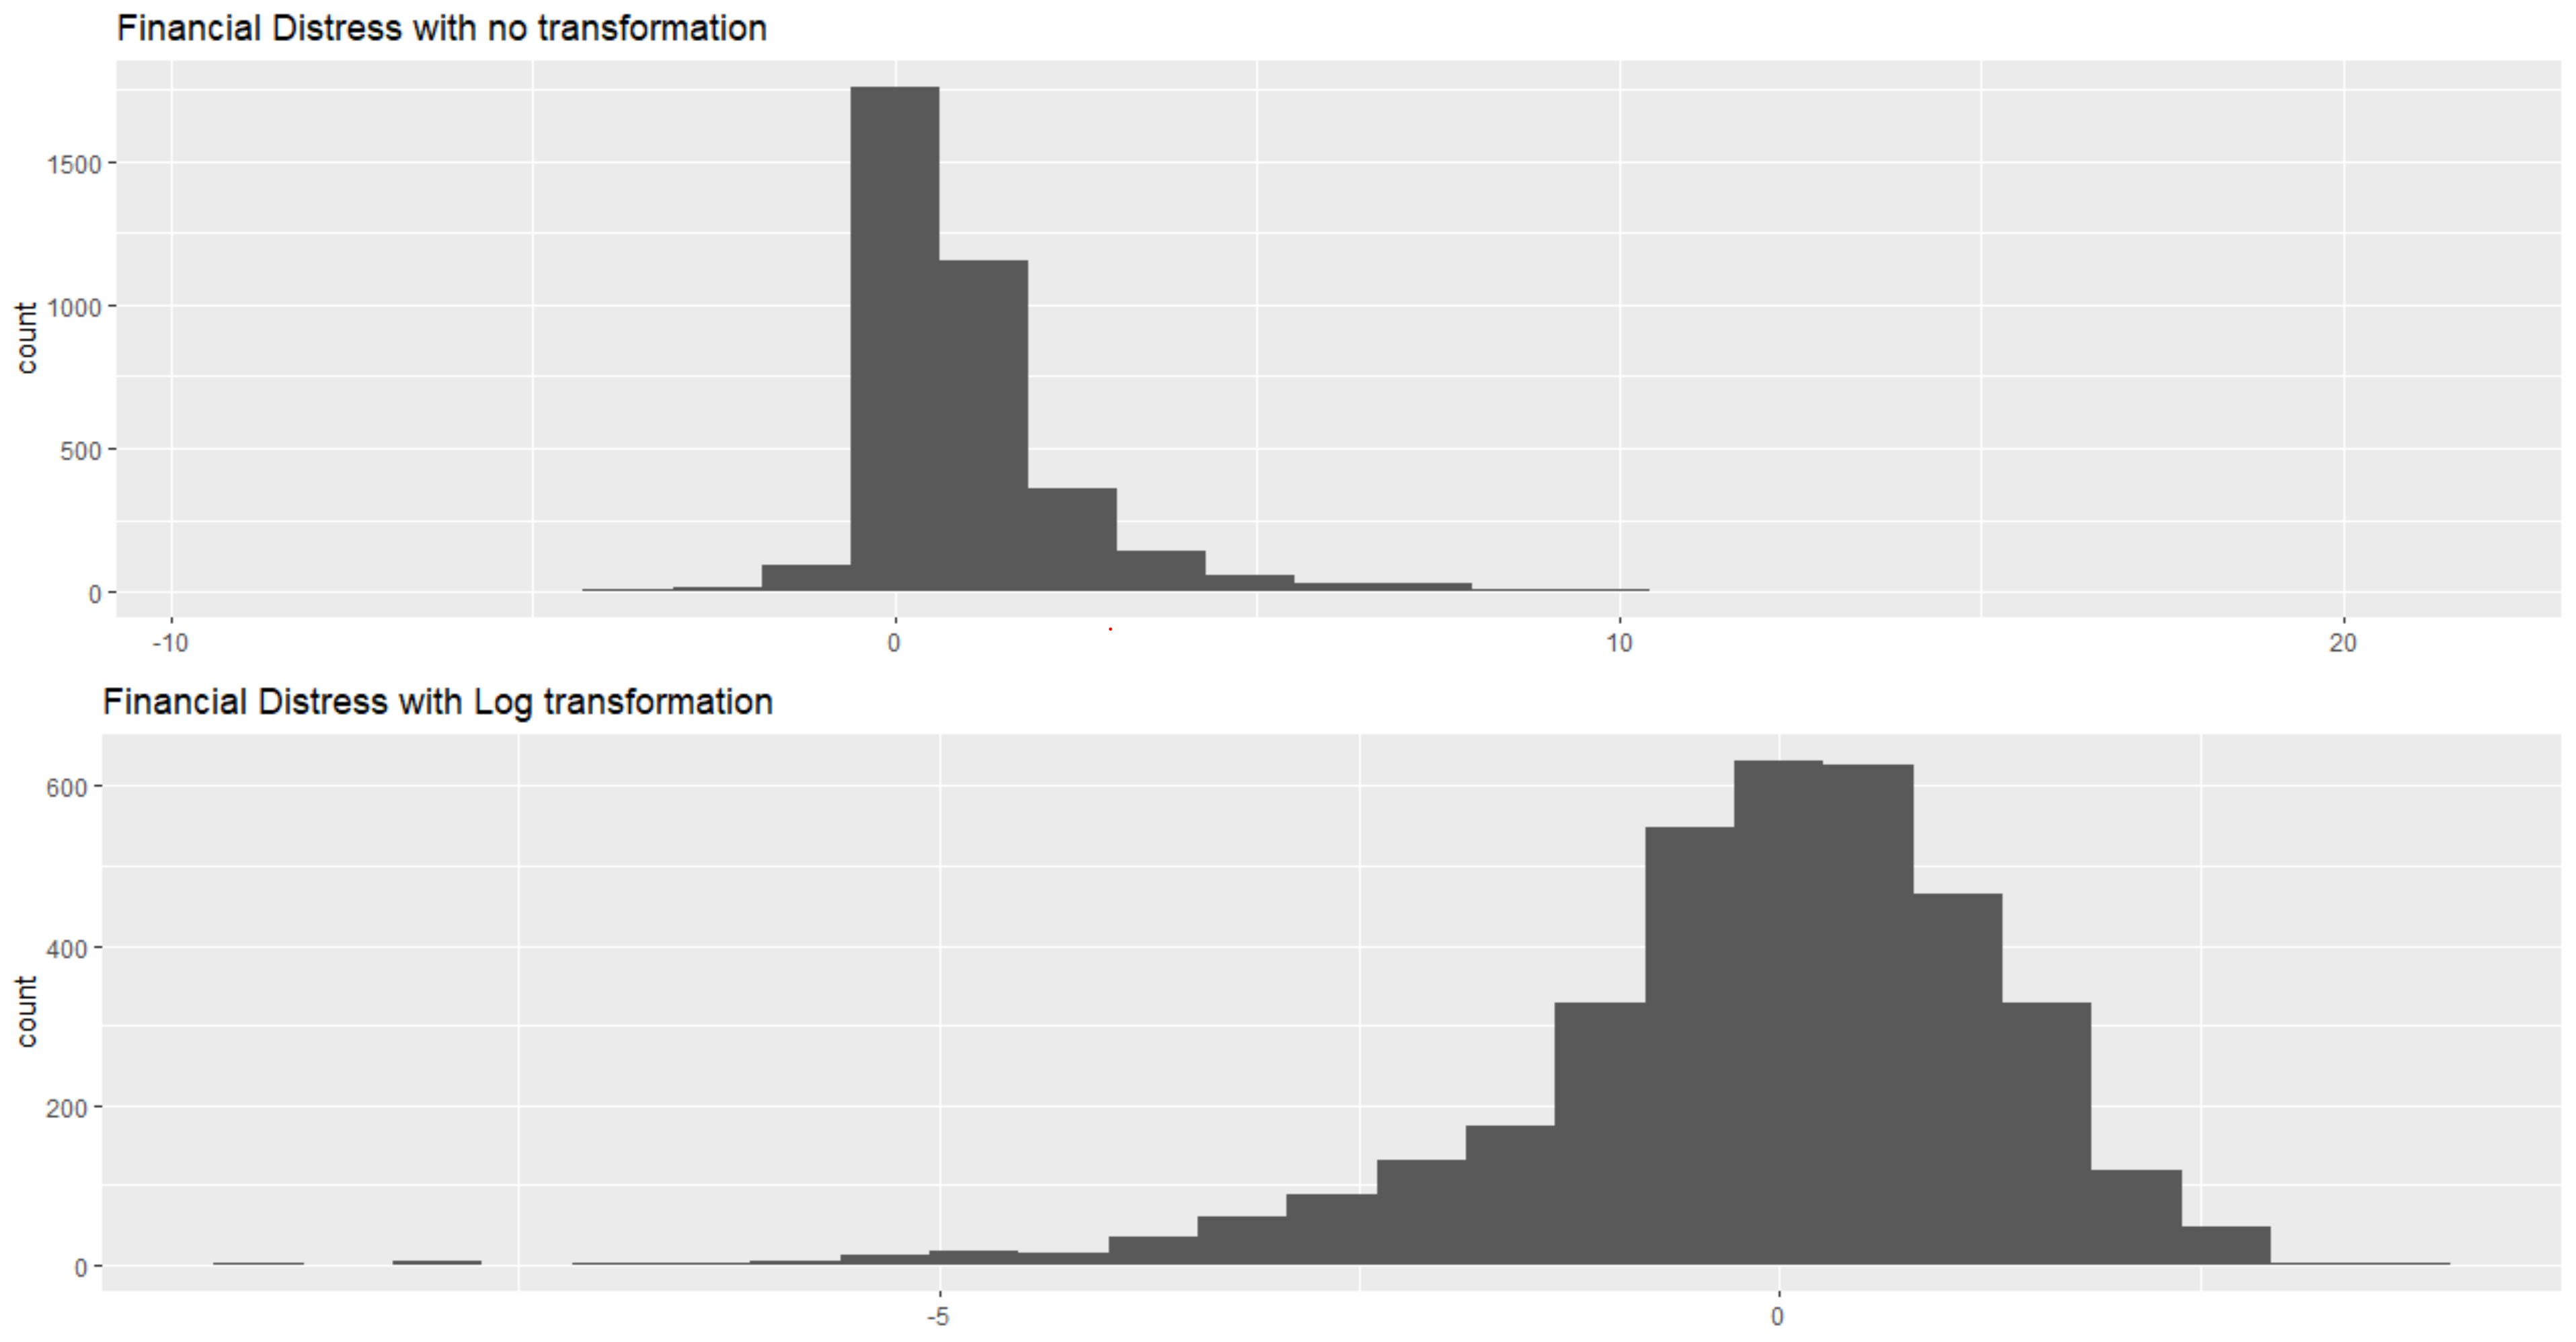 Financial Distress with no transformation
1500
1000
500
0
count
-10 0 10 20
Financial Distress with Log transformation
600
400
200
0
count
-5 0